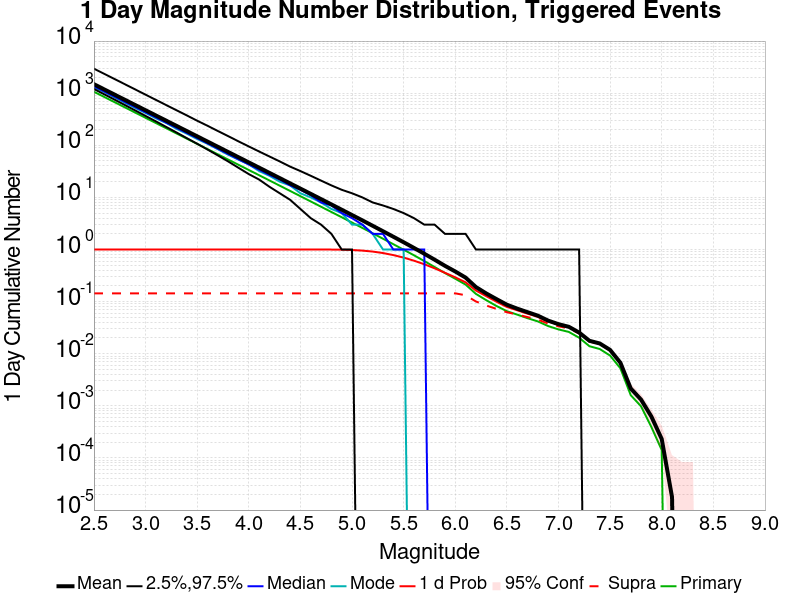 1 Day Magnitude Number Distribution, Triggered Events
1 Day Cumulative Number
10^4
10^3
10^2
10^1
10^0
10^-1
10^-2
10^-3
10^-4
10^-5
2.5 3.0 3.5 4.0 4.5 5.0 5.5 6.0 6.5 7.0 7.5 8.0 8.5 9.0
Magnitude
Mean 2.5%,97.5% Median Mode 1 d Prob 95% Conf Supra Primary